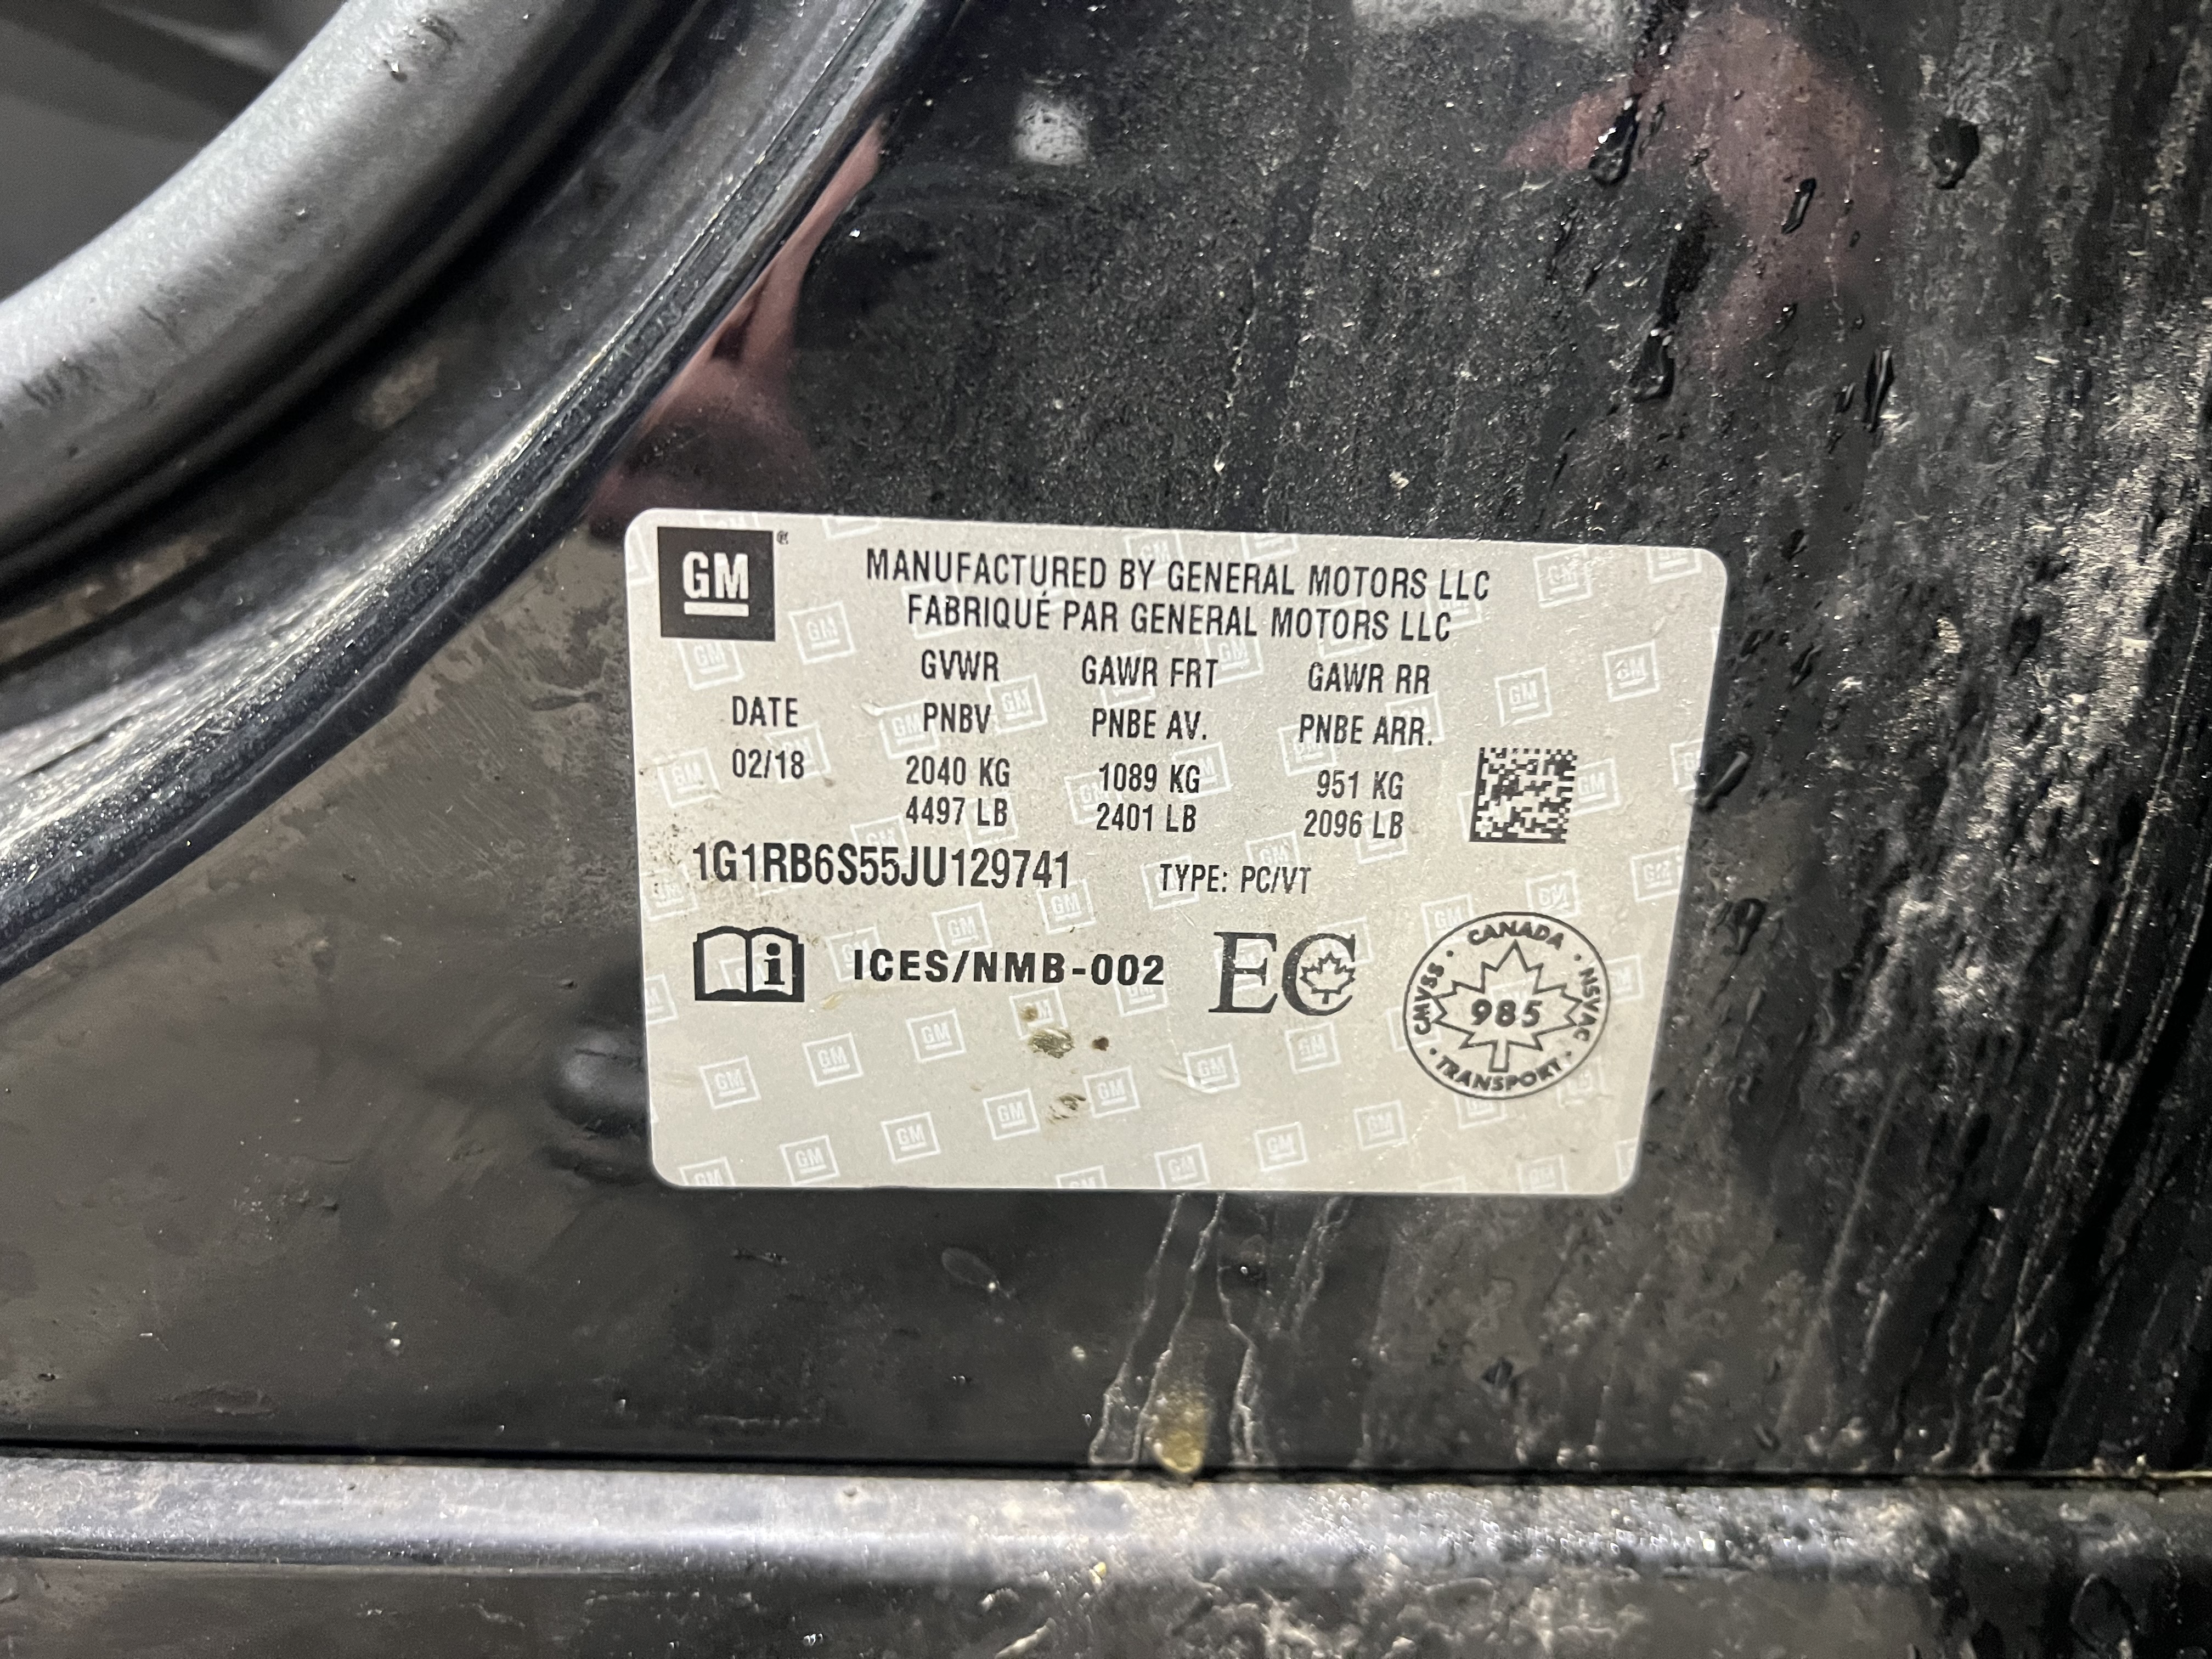 GM
MANUFACTURED BY GENERAL MOTORS LLC
FABRIQUÉ PAR GENERAL MOTORS LLC
GVWR GAWR FRT GAWR RR
DATE PNBV PNBE AV. PNBE ARR.
02/18 2040 KG 1089 KG 951 KG
4497 LB 2401 LB 2096 LB
1G1RB6S55JU129741 TYPE: PC/VT
i ICES/NMB-002 EC
CANADA · NSVAC · TRANSPORT · CMVSS ·
985